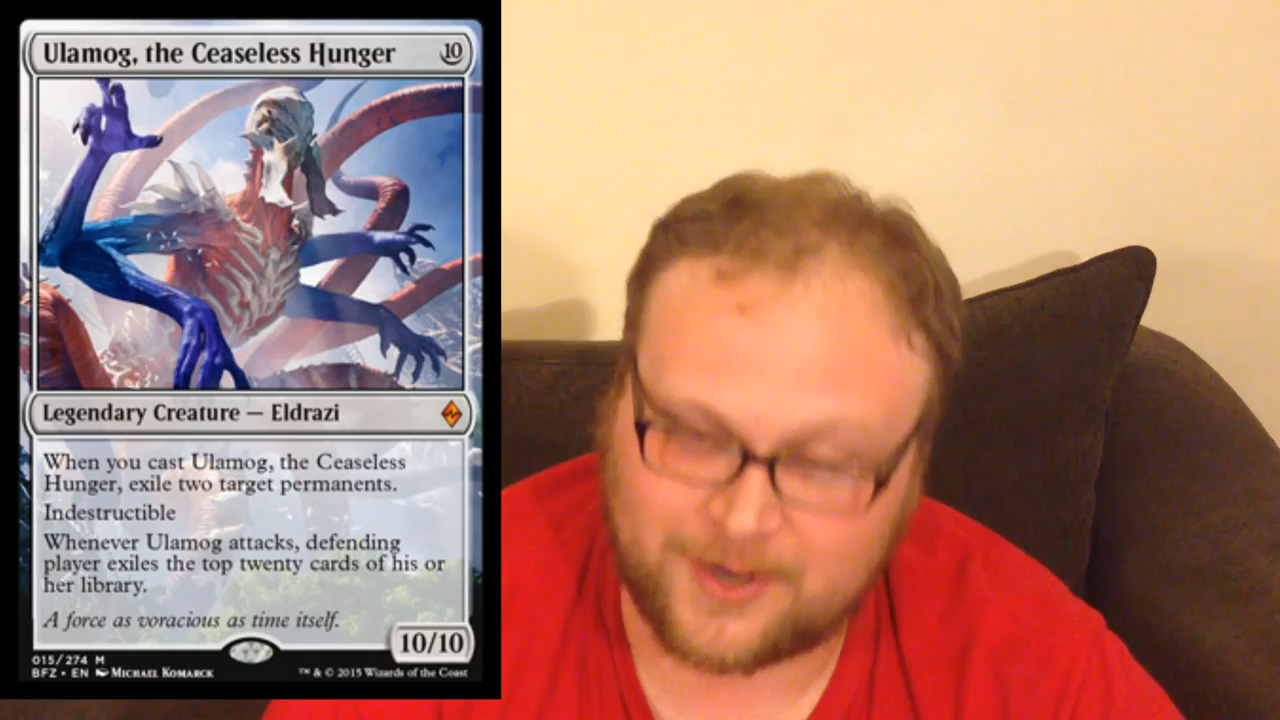 Ulamog, the Ceaseless Hunger 10
Legendary Creature — Eldrazi
When you cast Ulamog, the Ceaseless
Hunger, exile two target permanents.
Indestructible
Whenever Ulamog attacks, defending
player exiles the top twenty cards of his or
her library.
A force as voracious as time itself.
10/10
015/274 M
BFZ • EN Michael Komarck
™ & © 2015 Wizards of the Coast